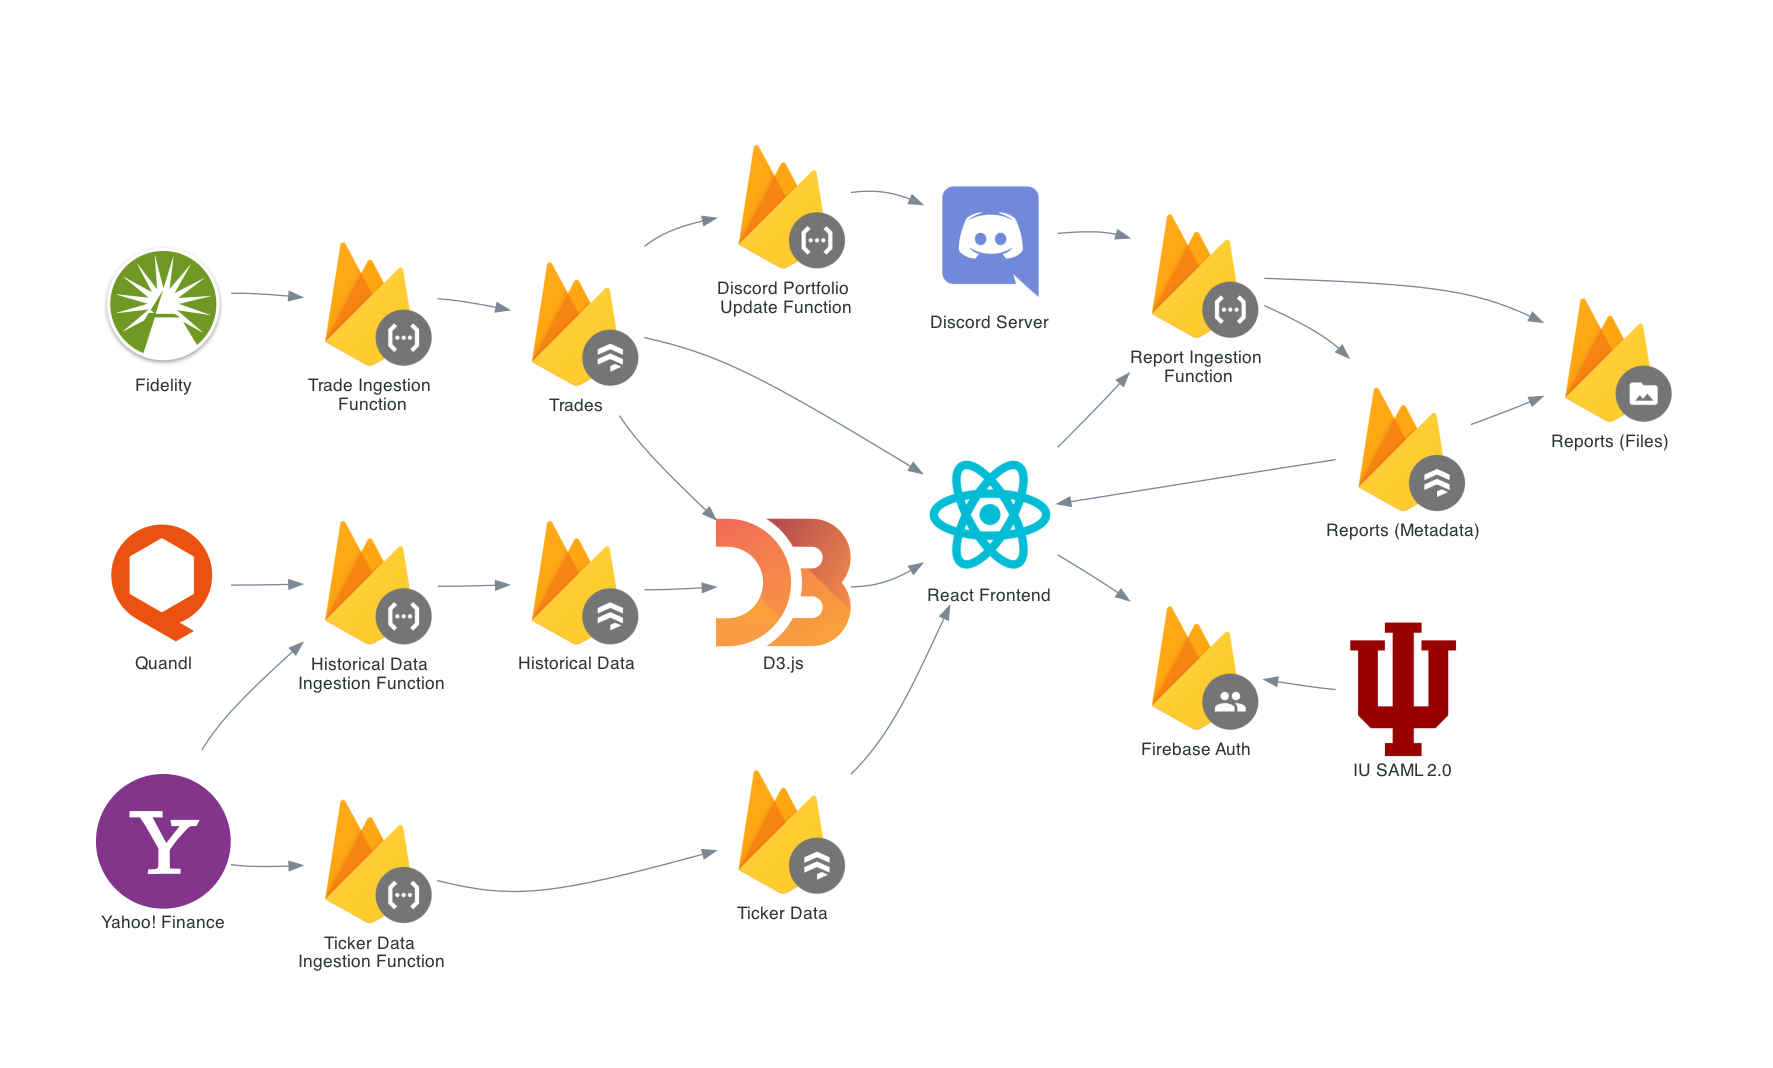 Discord Portfolio
Update Function
Discord Server
Report Ingestion
Function
Fidelity
Trade Ingestion
Function
Trades
Reports (Files)
Reports (Metadata)
React Frontend
Quandl
Historical Data
Ingestion Function
Historical Data
D3.js
Firebase Auth
IU SAML 2.0
Y
Yahoo! Finance
Ticker Data
Ingestion Function
Ticker Data